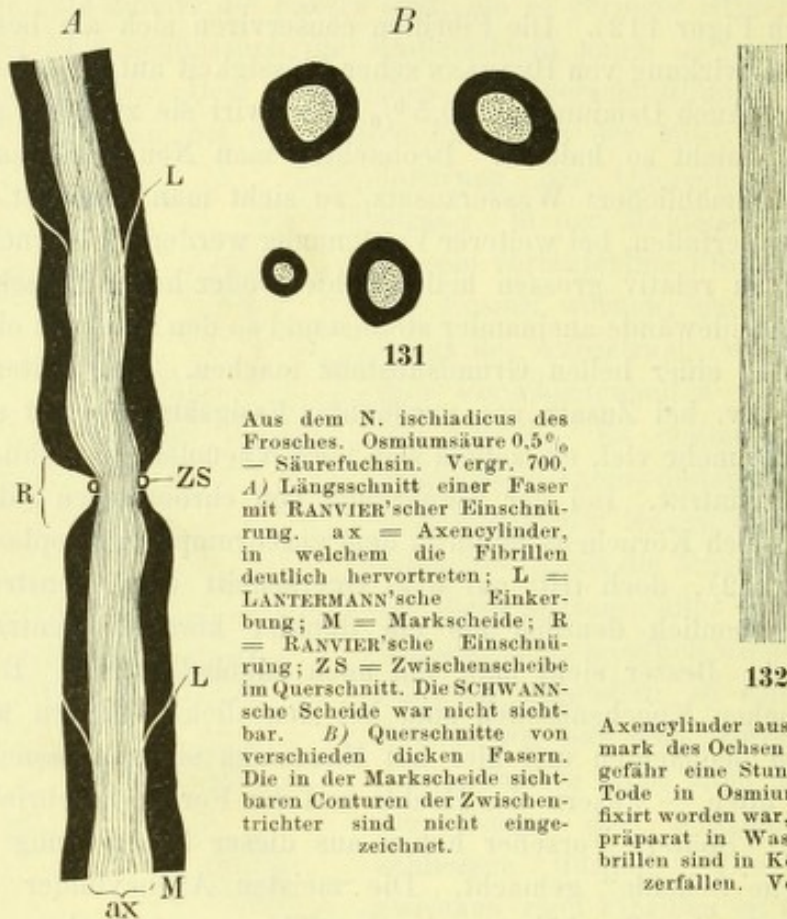 A
B
L
131
R
ZS
L
M
ax
Aus dem N. ischiadicus des
Frosches. Osmiumsäure 0,5%
— Säurefuchsin. Vergr. 700.
A) Längsschnitt einer Faser
mit RANVIER'scher Einschnü-
rung. ax = Axencylinder,
in welchem die Fibrillen
deutlich hervortreten; L =
LANTERMANN'sche Einker-
bung; M = Markscheide; R
= RANVIER'sche Einschnü-
rung; ZS = Zwischenscheibe
im Querschnitt. Die SCHWANN-
sche Scheide war nicht sicht-
bar. B) Querschnitte von
verschieden dicken Fasern.
Die in der Markscheide sicht-
baren Conturen der Zwischen-
trichter sind nicht einge-
zeichnet.
132
Axencylinder aus
mark des Ochsen
gefähr eine Stun
Tode in Osmiu
fixirt worden war,
präparat in Was
brillen sind in Kö
zerfallen. Ve